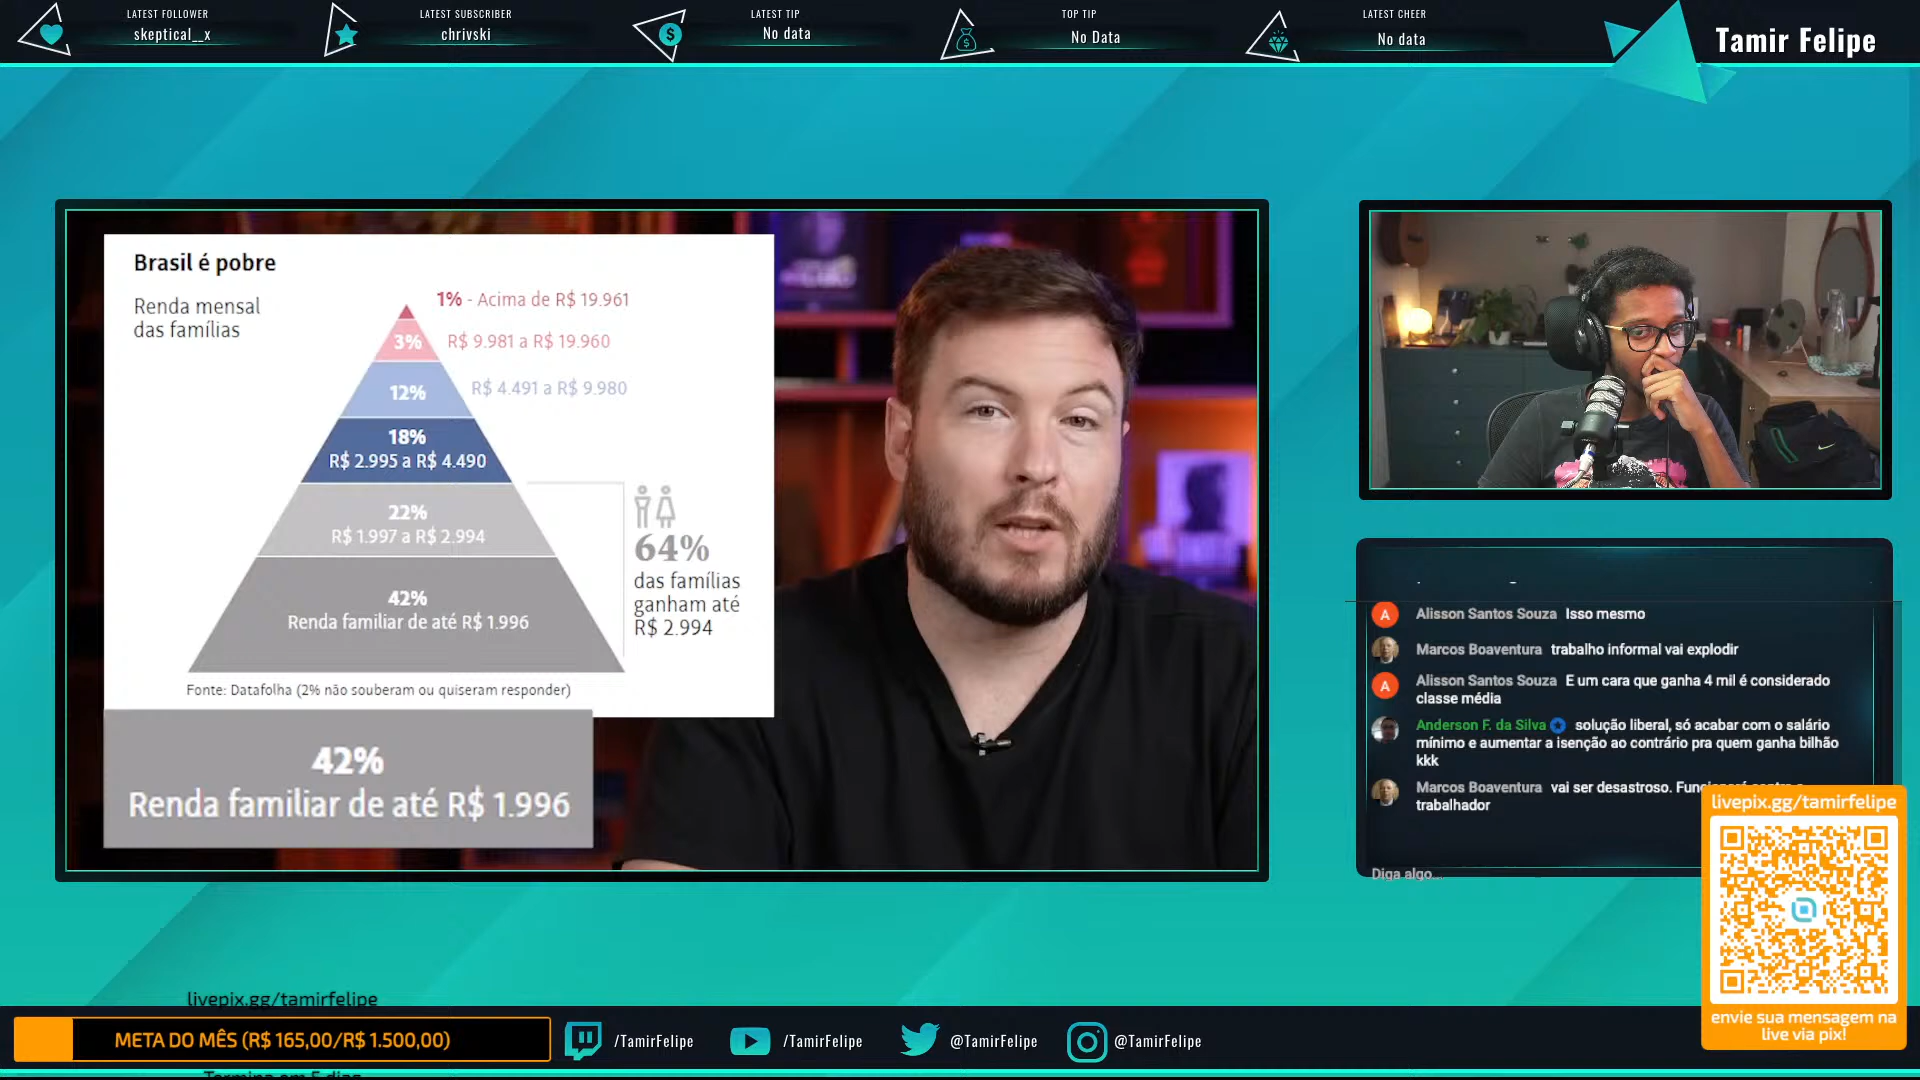 LATEST FOLLOWER
skeptical__x
LATEST SUBSCRIBER
chrivski
LATEST TIP
No data
TOP TIP
No Data
LATEST CHEER
No data
Tamir Felipe
Brasil é pobre
Renda mensal
das famílias
1% - Acima de R$ 19.961
3% R$ 9.981 a R$ 19.960
12% R$ 4.491 a R$ 9.980
18%
R$ 2.995 a R$ 4.490
22%
R$ 1.997 a R$ 2.994
42%
Renda familiar de até R$ 1.996
64%
das famílias
ganham até
R$ 2.994
Fonte: Datafolha (2% não souberam ou quiseram responder)
42%
Renda familiar de até R$ 1.996
A Alisson Santos Souza Isso mesmo
Marcos Boaventura trabalho informal vai explodir
A Alisson Santos Souza E um cara que ganha 4 mil é considerado
classe média
Anderson F. da Silva solução liberal, só acabar com o salário
mínimo e aumentar a isenção ao contrário pra quem ganha bilhão
kkk
Marcos Boaventura vai ser desastroso.
trabalhador
Diga algo...
livepix.gg/tamirfelipe
envie sua mensagem na
live via pix!
livepix.gg/tamirfelipe
META DO MÊS (R$ 165,00/R$ 1.500,00)
Termina em 5 dias
/TamirFelipe
/TamirFelipe
@TamirFelipe
@TamirFelipe